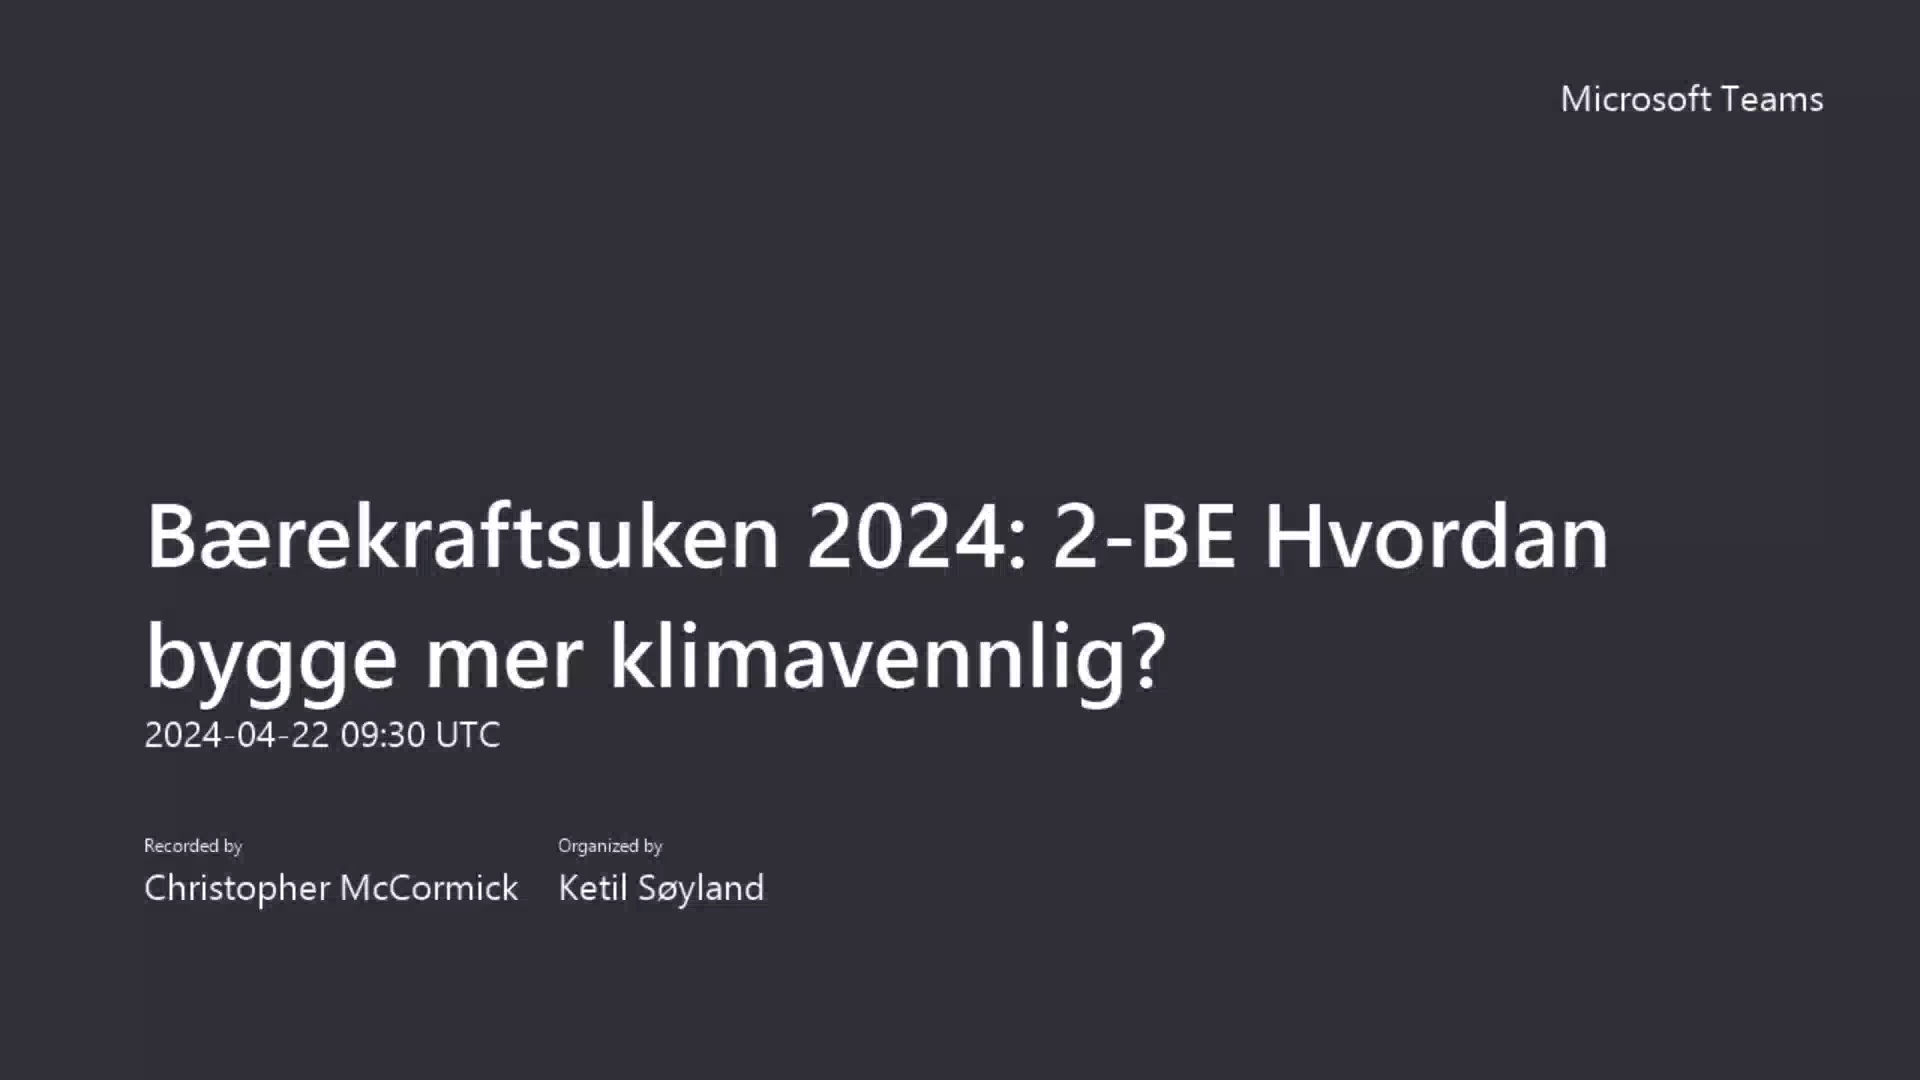 Microsoft Teams
Bærekraftsuken 2024: 2-BE Hvordan
bygge mer klimavennlig?
2024-04-22 09:30 UTC
Recorded by
Christopher McCormick
Organized by
Ketil Søyland